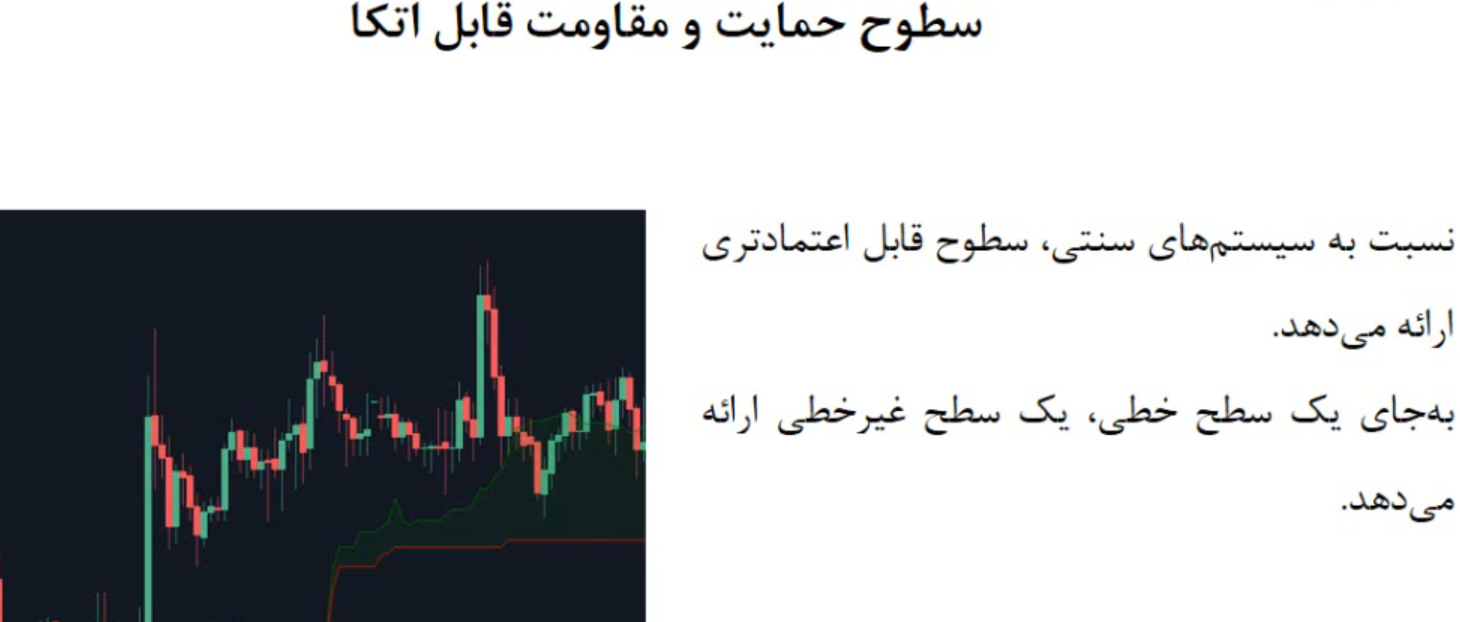 سطوح حمایت و مقاومت قابل اتکا
نسبت به سیستم‌های سنتی، سطوح قابل اعتمادتری
ارائه می‌دهد.
به‌جای یک سطح خطی، یک سطح غیرخطی ارائه
می‌دهد.